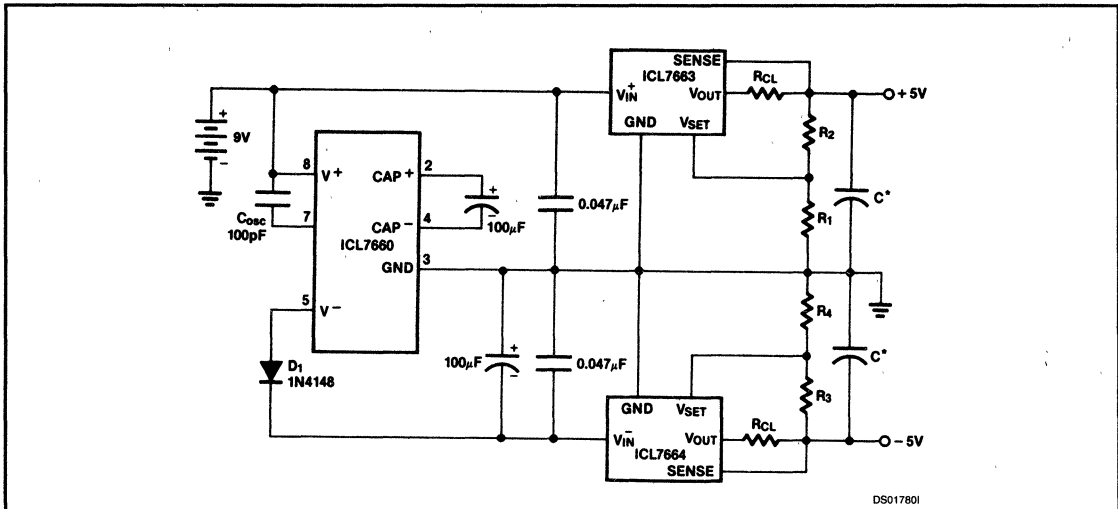 SENSE
ICL7663
V+IN
VOUT
RCL
+5V
GND
VSET
R2
+
9V
-
8
V+
CAP+
2
+
COSC
100pF
7
CAP-
4
-
100μF
0.047μF
R1
C*
ICL7660
GND
3
5
V-
R4
D1
1N4148
100μF
+
-
0.047μF
C*
R3
GND
VSET
V-IN
VOUT
RCL
-5V
ICL7664
SENSE
DS01780I